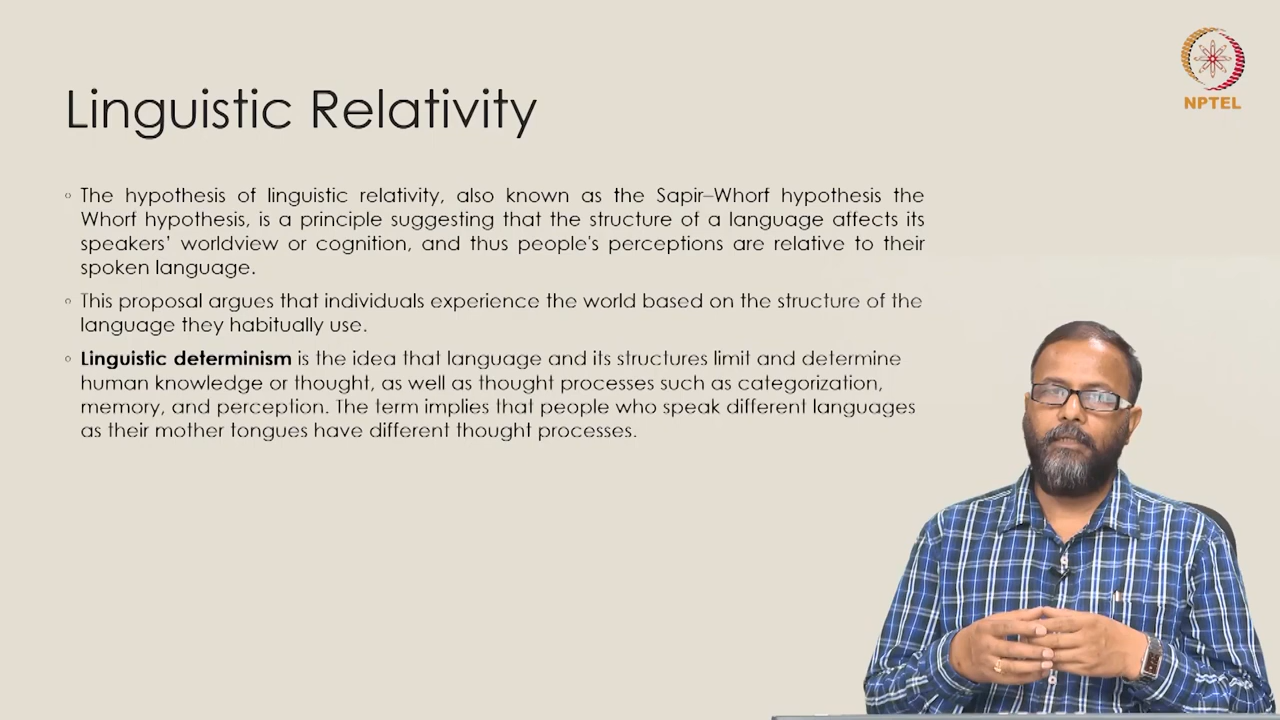 Linguistic Relativity
NPTEL
◦ The hypothesis of linguistic relativity, also known as the Sapir–Whorf hypothesis the
Whorf hypothesis, is a principle suggesting that the structure of a language affects its
speakers’ worldview or cognition, and thus people's perceptions are relative to their
spoken language.
◦ This proposal argues that individuals experience the world based on the structure of the
language they habitually use.
◦ Linguistic determinism is the idea that language and its structures limit and determine
human knowledge or thought, as well as thought processes such as categorization,
memory, and perception. The term implies that people who speak different languages
as their mother tongues have different thought processes.